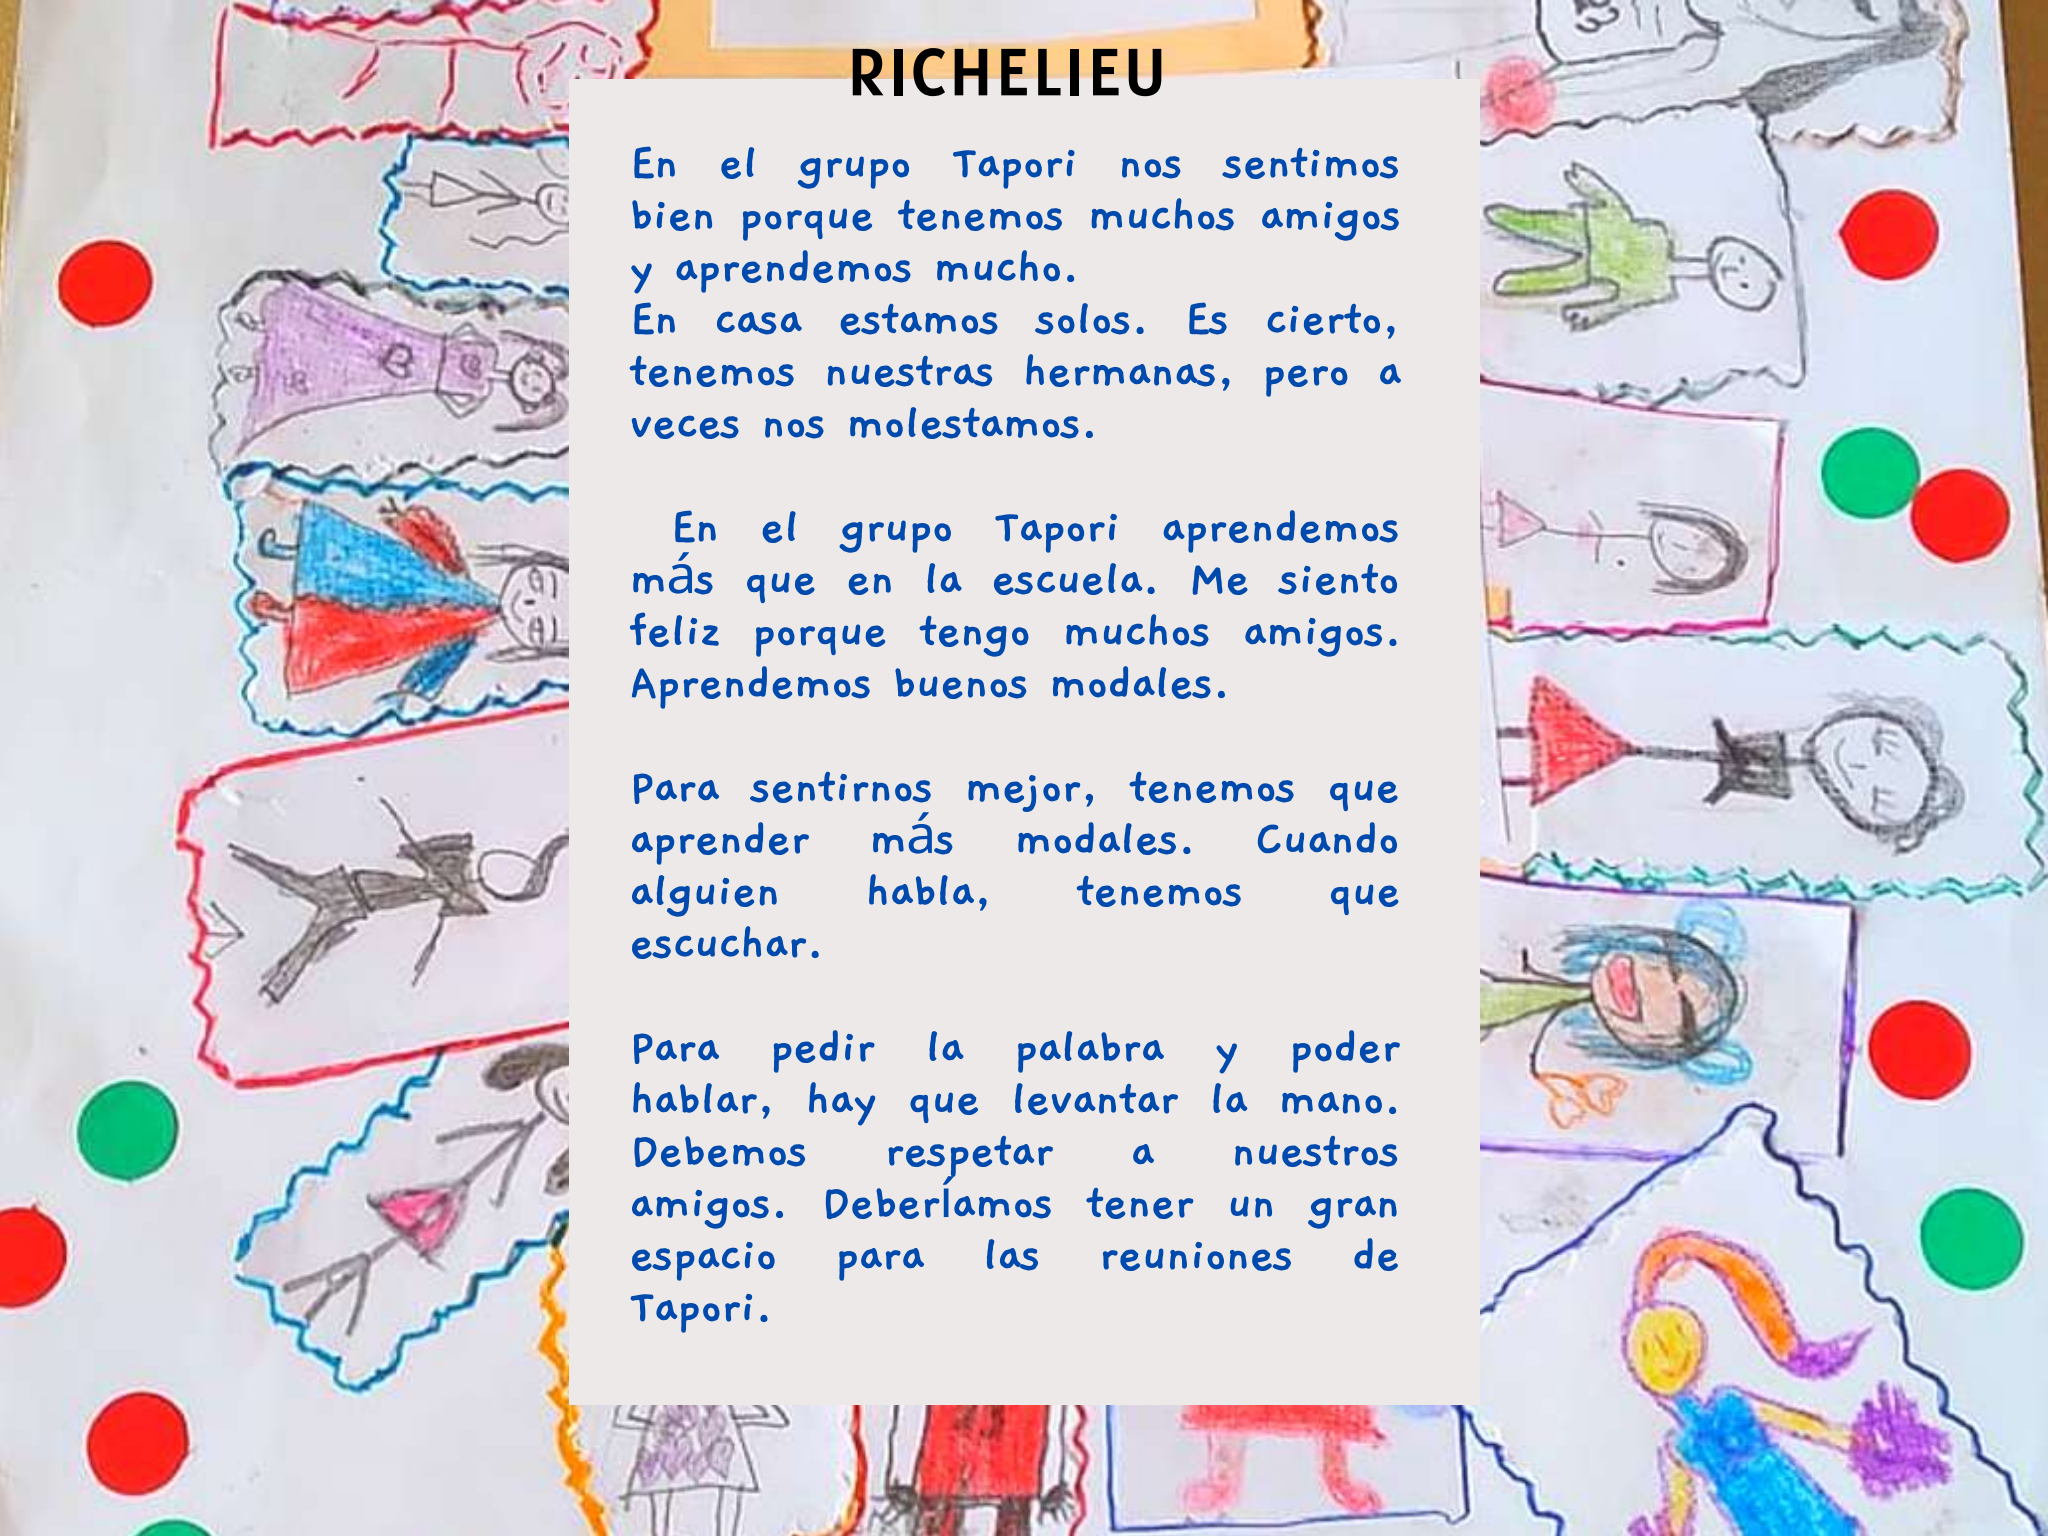 RICHELIEU
En el grupo Tapori nos sentimos
bien porque tenemos muchos amigos
y aprendemos mucho.
En casa estamos solos. Es cierto,
tenemos nuestras hermanas, pero a
veces nos molestamos.
En el grupo Tapori aprendemos
más que en la escuela. Me siento
feliz porque tengo muchos amigos.
Aprendemos buenos modales.
Para sentirnos mejor, tenemos que
aprender más modales. Cuando
alguien habla, tenemos que
escuchar.
Para pedir la palabra y poder
hablar, hay que levantar la mano.
Debemos respetar a nuestros
amigos. Deberíamos tener un gran
espacio para las reuniones de
Tapori.